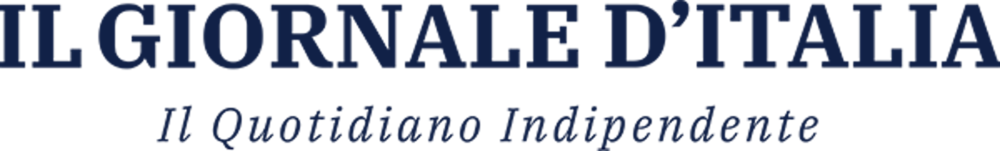 IL GIORNALE D’ITALIA
Il Quotidiano Indipendente